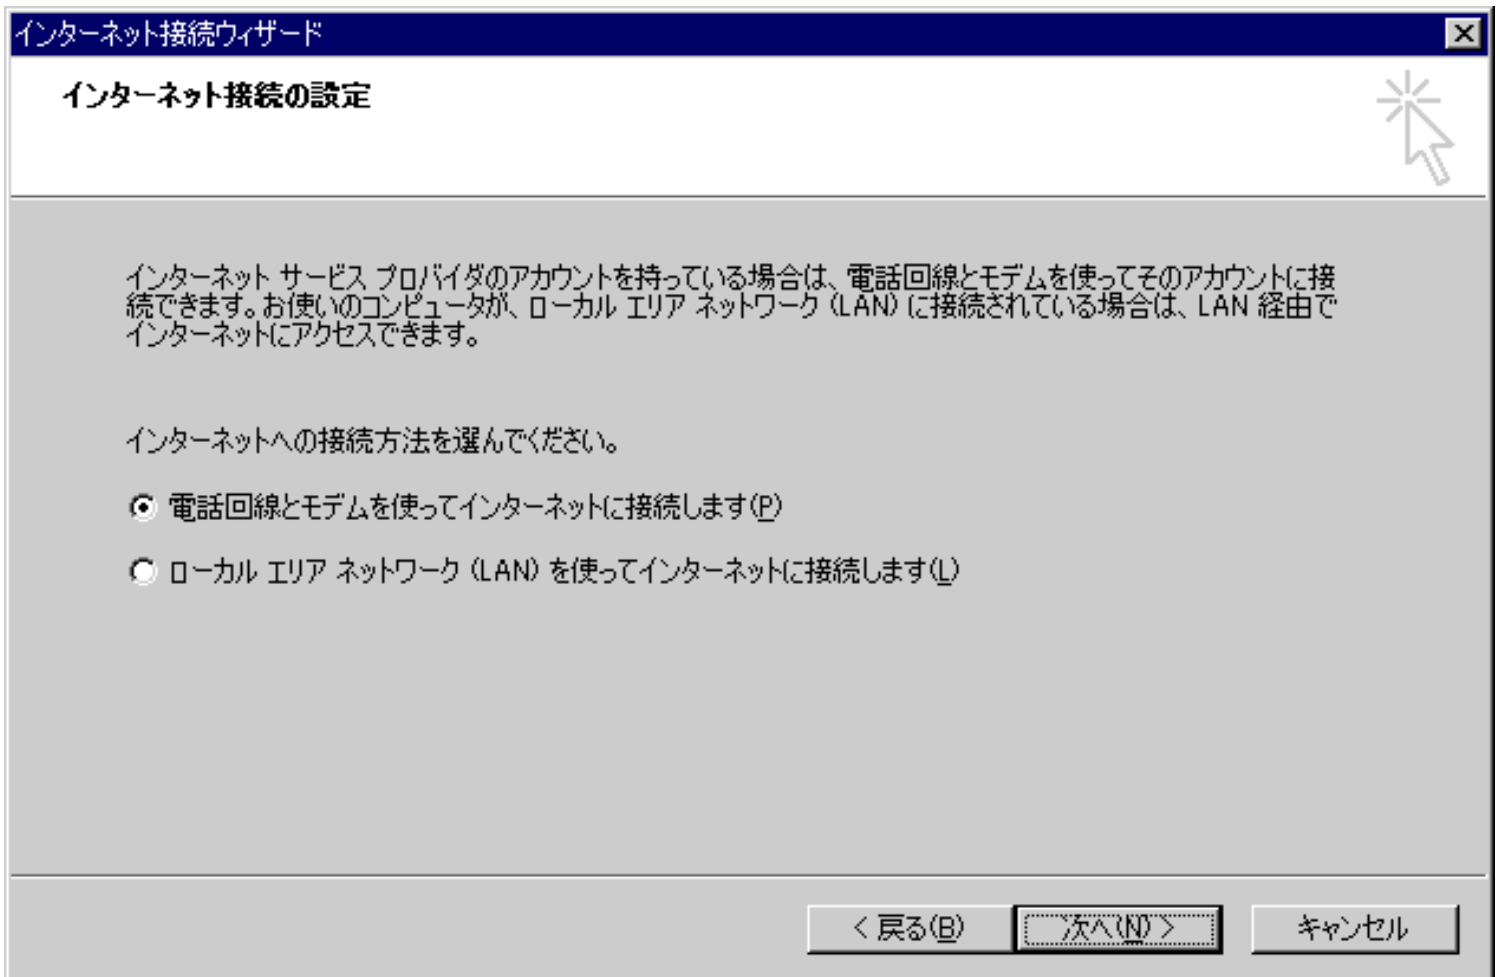 インターネット接続ウィザード
インターネット接続の設定
インターネット サービス プロバイダのアカウントを持っている場合は、電話回線とモデムを使ってそのアカウントに接
続できます。お使いのコンピュータが、ローカル エリア ネットワーク (LAN) に接続されている場合は、LAN 経由で
インターネットにアクセスできます。
インターネットへの接続方法を選んでください。
電話回線とモデムを使ってインターネットに接続します(P)
ローカル エリア ネットワーク (LAN) を使ってインターネットに接続します(L)
< 戻る(B) 次へ(N) > キャンセル